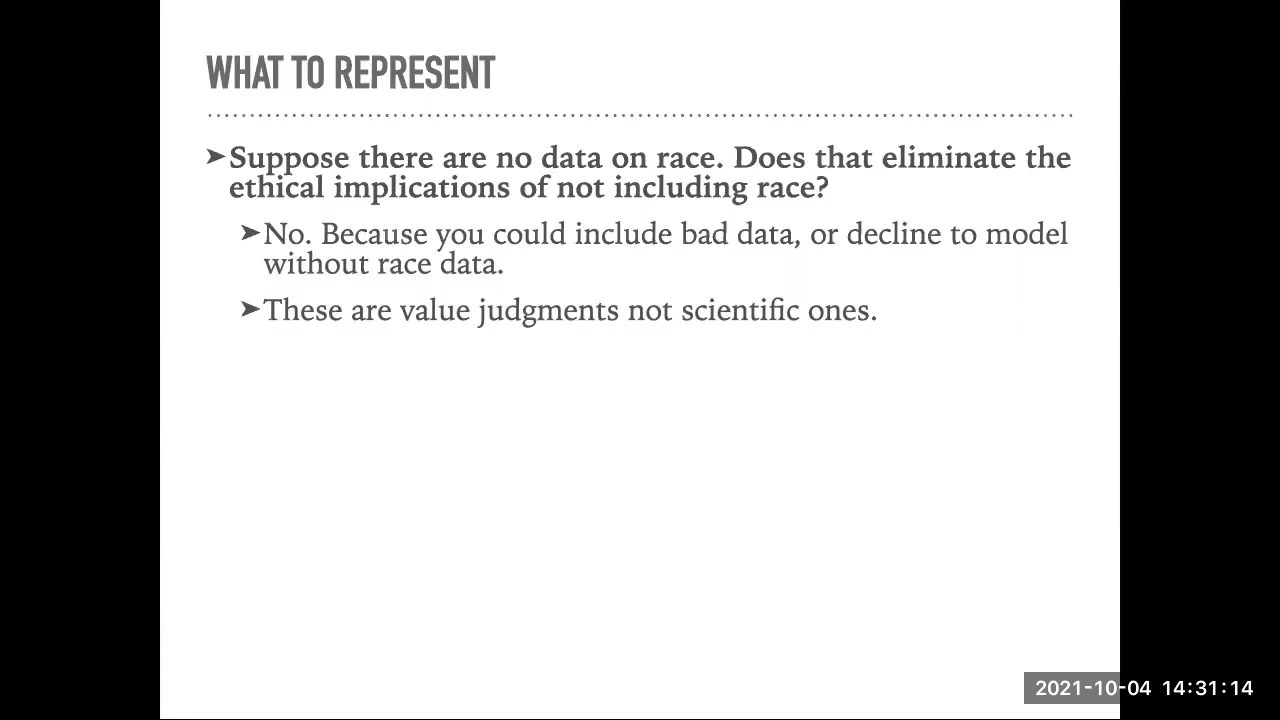 WHAT TO REPRESENT
➤Suppose there are no data on race. Does that eliminate the
ethical implications of not including race?
➤No. Because you could include bad data, or decline to model
without race data.
➤These are value judgments not scientific ones.
2021-10-04 14:31:14